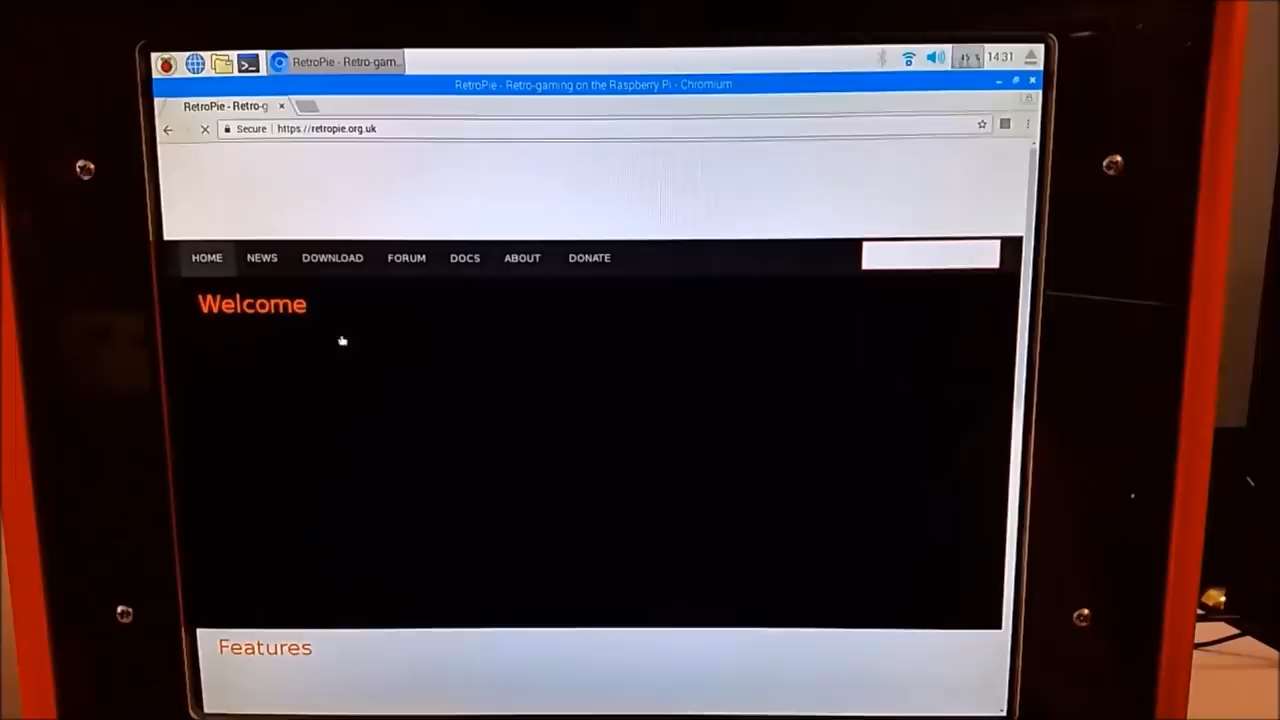 RetroPie - Retro-gam...
14:31
RetroPie - Retro-gaming on the Raspberry Pi - Chromium
RetroPie - Retro-g
Secure https://retropie.org.uk
HOME NEWS DOWNLOAD FORUM DOCS ABOUT DONATE
Welcome
Features